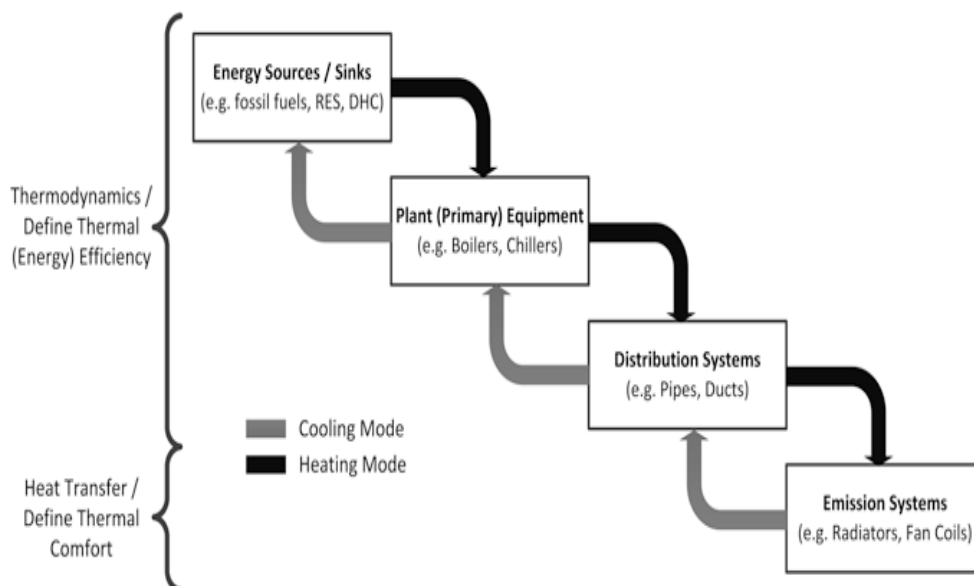 Energy Sources / Sinks
(e.g. fossil fuels, RES, DHC)
Thermodynamics /
Define Thermal
(Energy) Efficiency
Plant (Primary) Equipment
(e.g. Boilers, Chillers)
Distribution Systems
(e.g. Pipes, Ducts)
Cooling Mode
Heating Mode
Heat Transfer /
Define Thermal
Comfort
Emission Systems
(e.g. Radiators, Fan Coils)